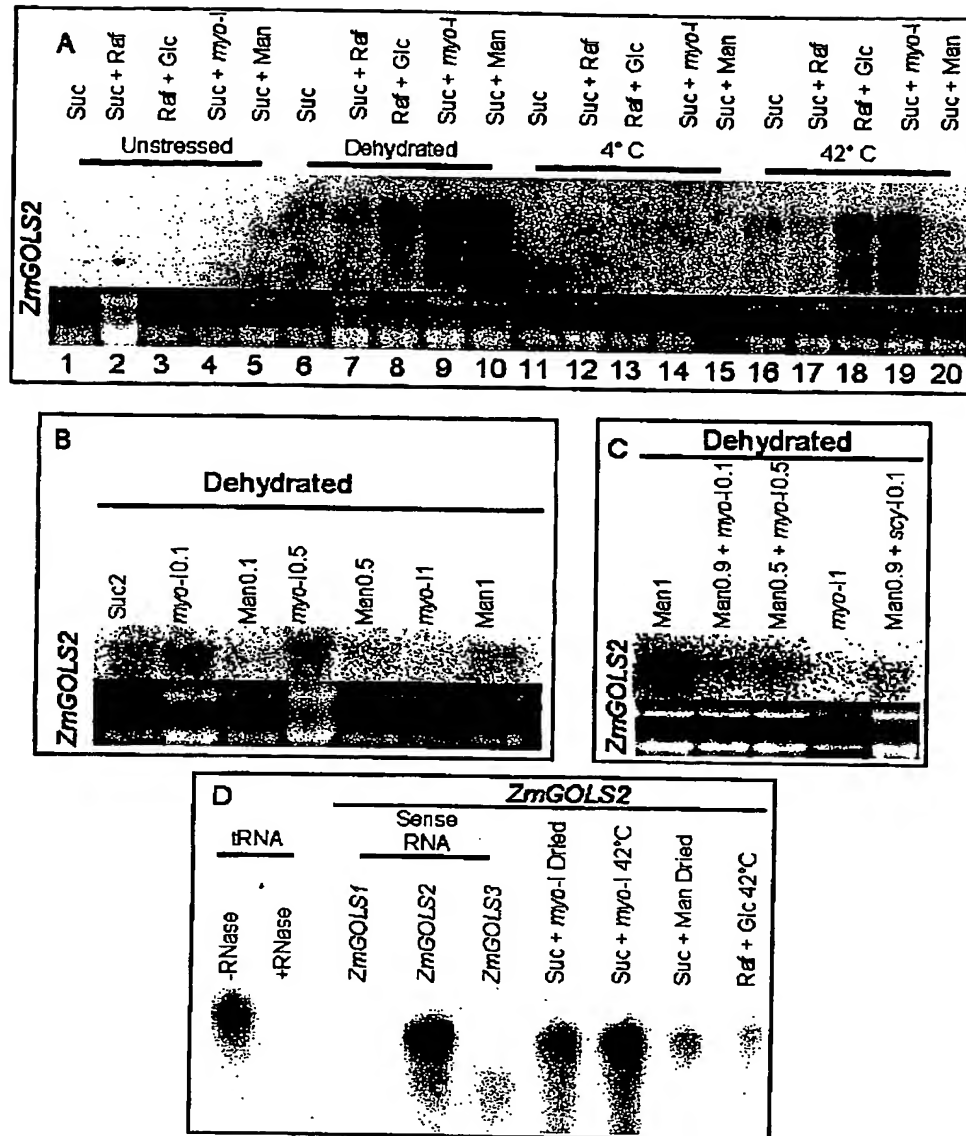 A
Suc
Suc + Raf
Raf + Glc
Suc + myo-I
Suc + Man
Suc
Suc + Raf
Raf + Glc
Suc + myo-I
Suc + Man
Suc
Suc + Raf
Raf + Glc
Suc + myo-I
Suc + Man
Suc
Suc + Raf
Raf + Glc
Suc + myo-I
Suc + Man
Unstressed Dehydrated 4° C 42° C
ZmGOLS2
1 2 3 4 5 6 7 8 9 10 11 12 13 14 15 16 17 18 19 20
B
Dehydrated
Suc2
myo-I0.1
Man0.1
myo-I0.5
Man0.5
myo-I1
Man1
ZmGOLS2
C
Dehydrated
Man1
Man0.9 + myo-I0.1
Man0.5 + myo-I0.5
myo-I1
Man0.9 + scy-I0.1
ZmGOLS2
D
ZmGOLS2
tRNA
Sense
RNA
-RNase
+RNase
ZmGOLS1
ZmGOLS2
ZmGOLS3
Suc + myo-I Dried
Suc + myo-I 42°C
Suc + Man Dried
Raf + Glc 42°C